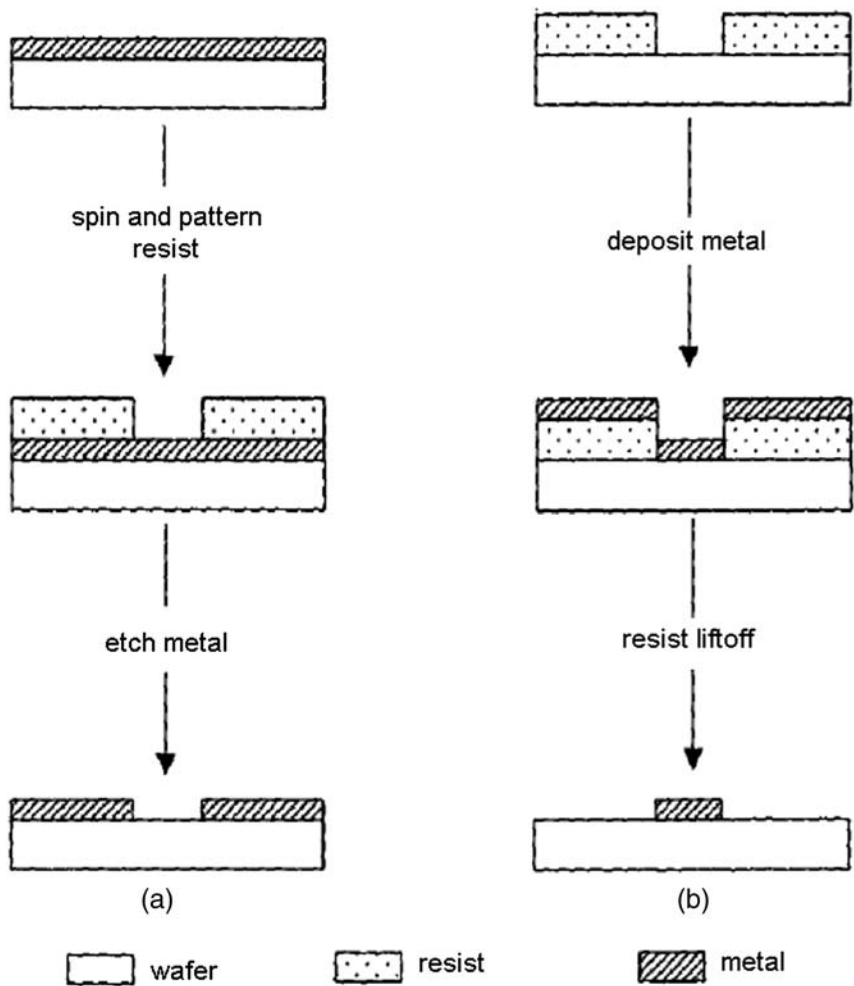 spin and pattern
resist
deposit metal
etch metal
resist liftoff
(a)
(b)
wafer
resist
metal